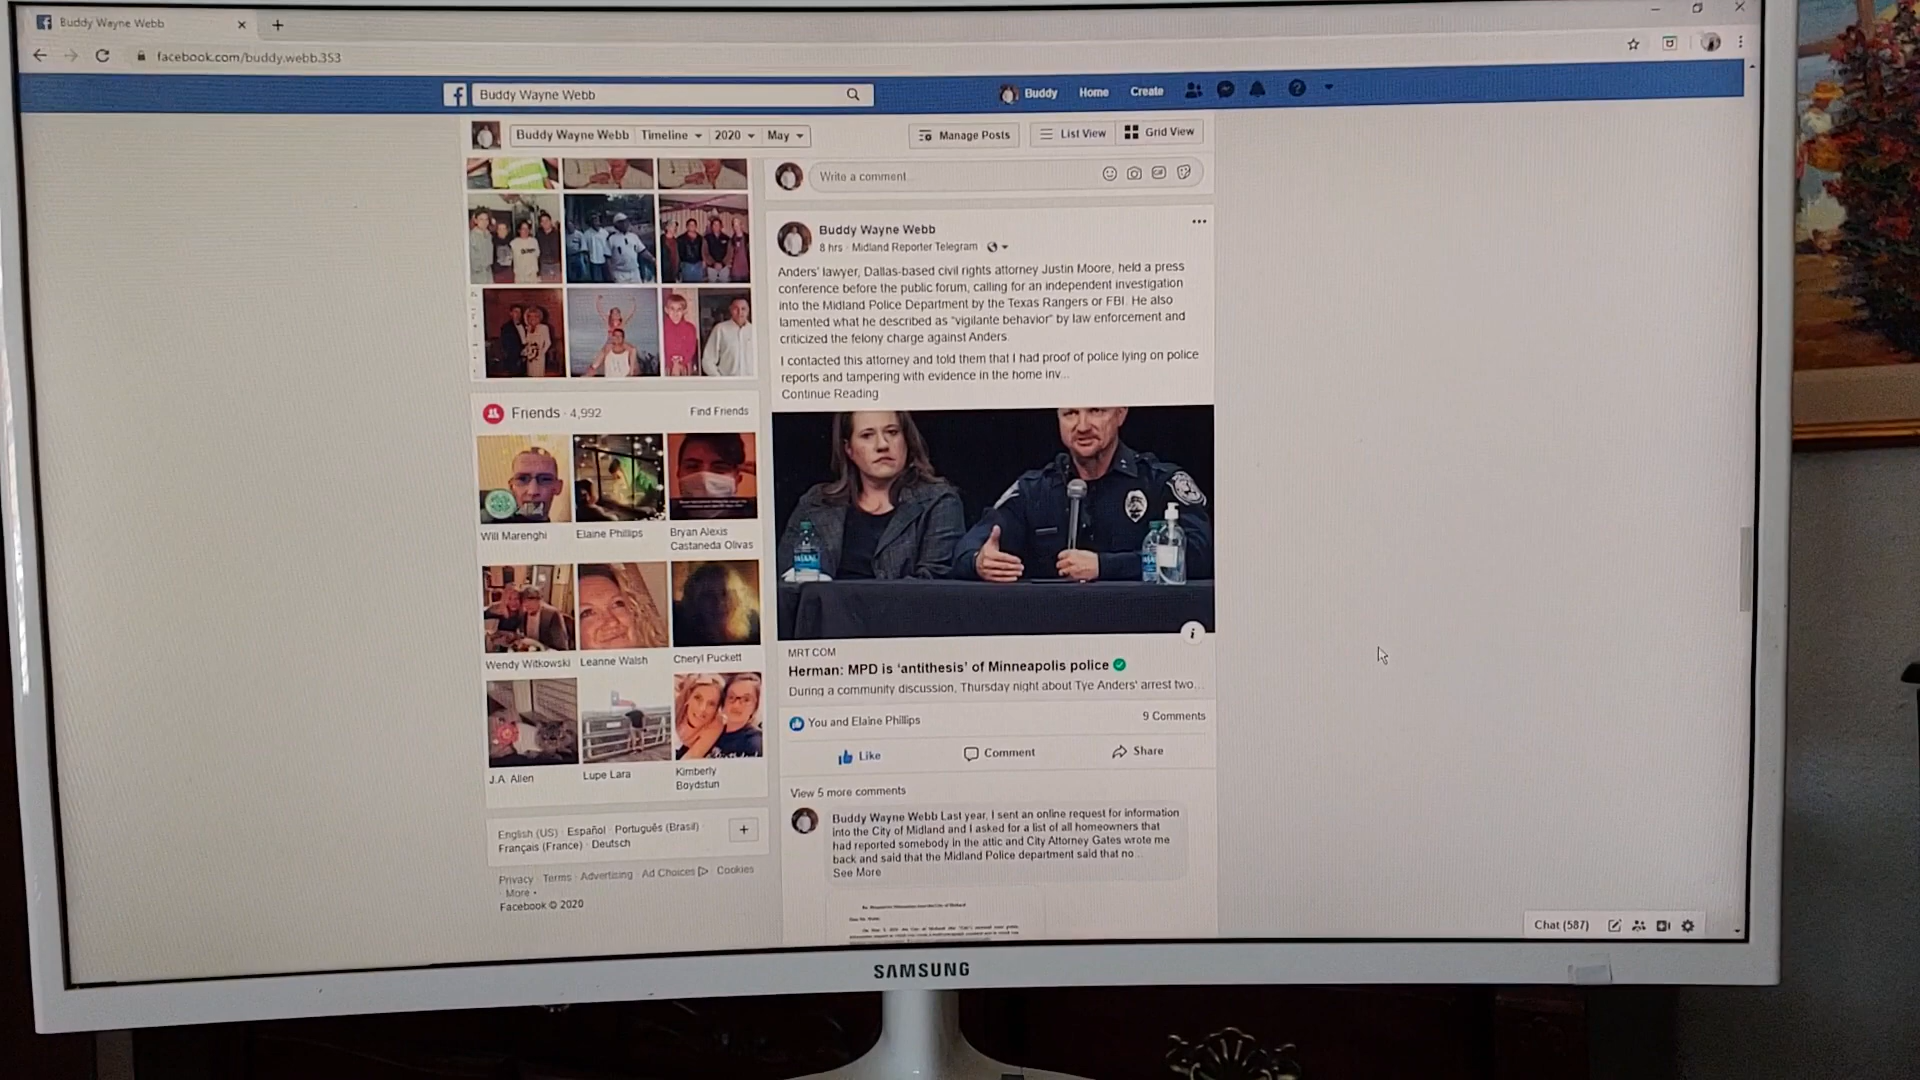 Buddy Wayne Webb
facebook.com/buddy.webb.353
Buddy Wayne Webb
Buddy Home Create
Buddy Wayne Webb Timeline 2020 May
Manage Posts List View Grid View
Write a comment
Buddy Wayne Webb
8 hrs · Midland Reporter Telegram
Anders' lawyer, Dallas-based civil rights attorney Justin Moore, held a press
conference before the public forum, calling for an independent investigation
into the Midland Police Department by the Texas Rangers or FBI. He also
lamented what he described as "vigilante behavior" by law enforcement and
criticized the felony charge against Anders.
I contacted this attorney and told them that I had proof of police lying on police
reports and tampering with evidence in the home inv...
Continue Reading
Friends · 4,992 Find Friends
Will Marenghi
Elaine Phillips
Bryan Alexis
Castaneda Olivas
Wendy Witkowski
Leanne Walsh
Cheryl Puckett
J.A. Allen
Lupe Lara
Kimberly
Boydstun
English (US) · Español · Português (Brasil) ·
Français (France) · Deutsch
Privacy · Terms · Advertising · Ad Choices · Cookies
· More
Facebook © 2020
MRT.COM
Herman: MPD is 'antithesis' of Minneapolis police
During a community discussion, Thursday night about Tye Anders' arrest two...
You and Elaine Phillips
9 Comments
Like Comment Share
View 5 more comments
Buddy Wayne Webb Last year, I sent an online request for information
into the City of Midland and I asked for a list of all homeowners that
had reported somebody in the attic and City Attorney Gates wrote me
back and said that the Midland Police department said that no...
See More
Chat (587)
SAMSUNG